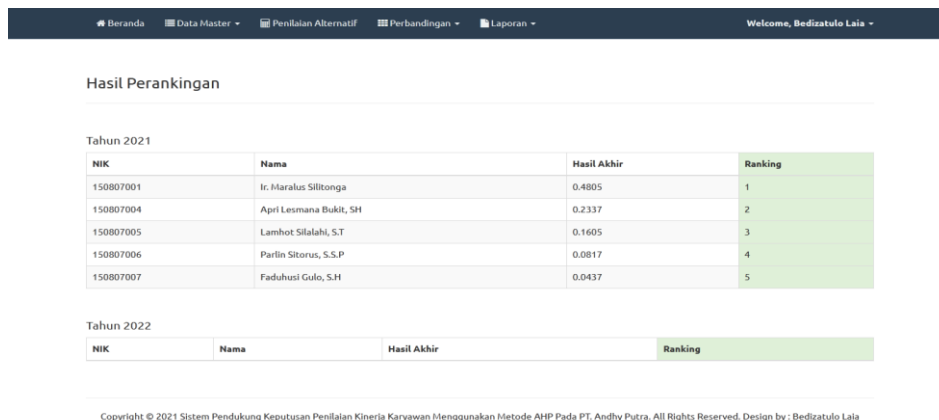 Beranda Data Master Penilaian Alternatif Perbandingan Laporan Welcome, Bedizatulo Laia
Hasil Perankingan
Tahun 2021
NIK Nama Hasil Akhir Ranking
150807001 Ir. Maralus Silitonga 0.4805 1
150807004 Apri Lesmana Bukit, SH 0.2337 2
150807005 Lamhot Silalahi, S.T 0.1605 3
150807006 Parlin Sitorus, S.S.P 0.0817 4
150807007 Faduhusi Gulo, S.H 0.0437 5
Tahun 2022
NIK Nama Hasil Akhir Ranking
Copyright © 2021 Sistem Pendukung Keputusan Penilaian Kinerja Karyawan Menggunakan Metode AHP Pada PT. Andhy Putra. All Rights Reserved. Design by : Bedizatulo Laia